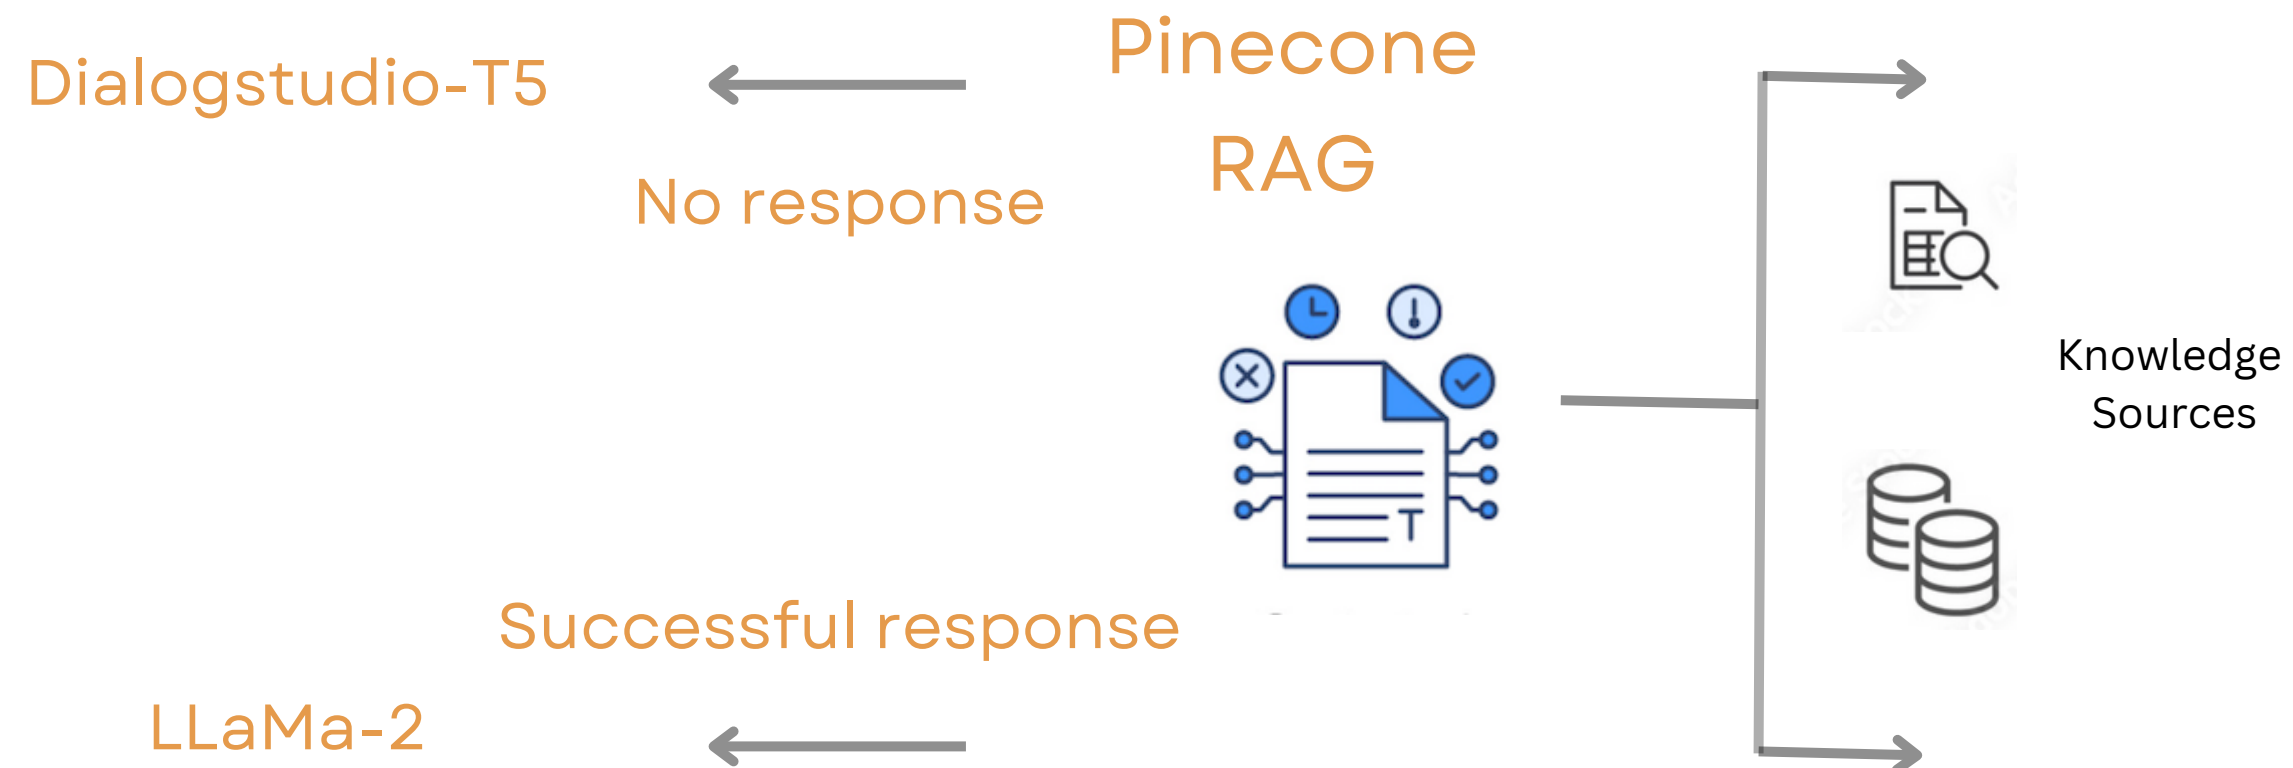 Dialogstudio-T5
No response
Pinecone
RAG
T
Knowledge
Sources
Successful response
LLaMa-2